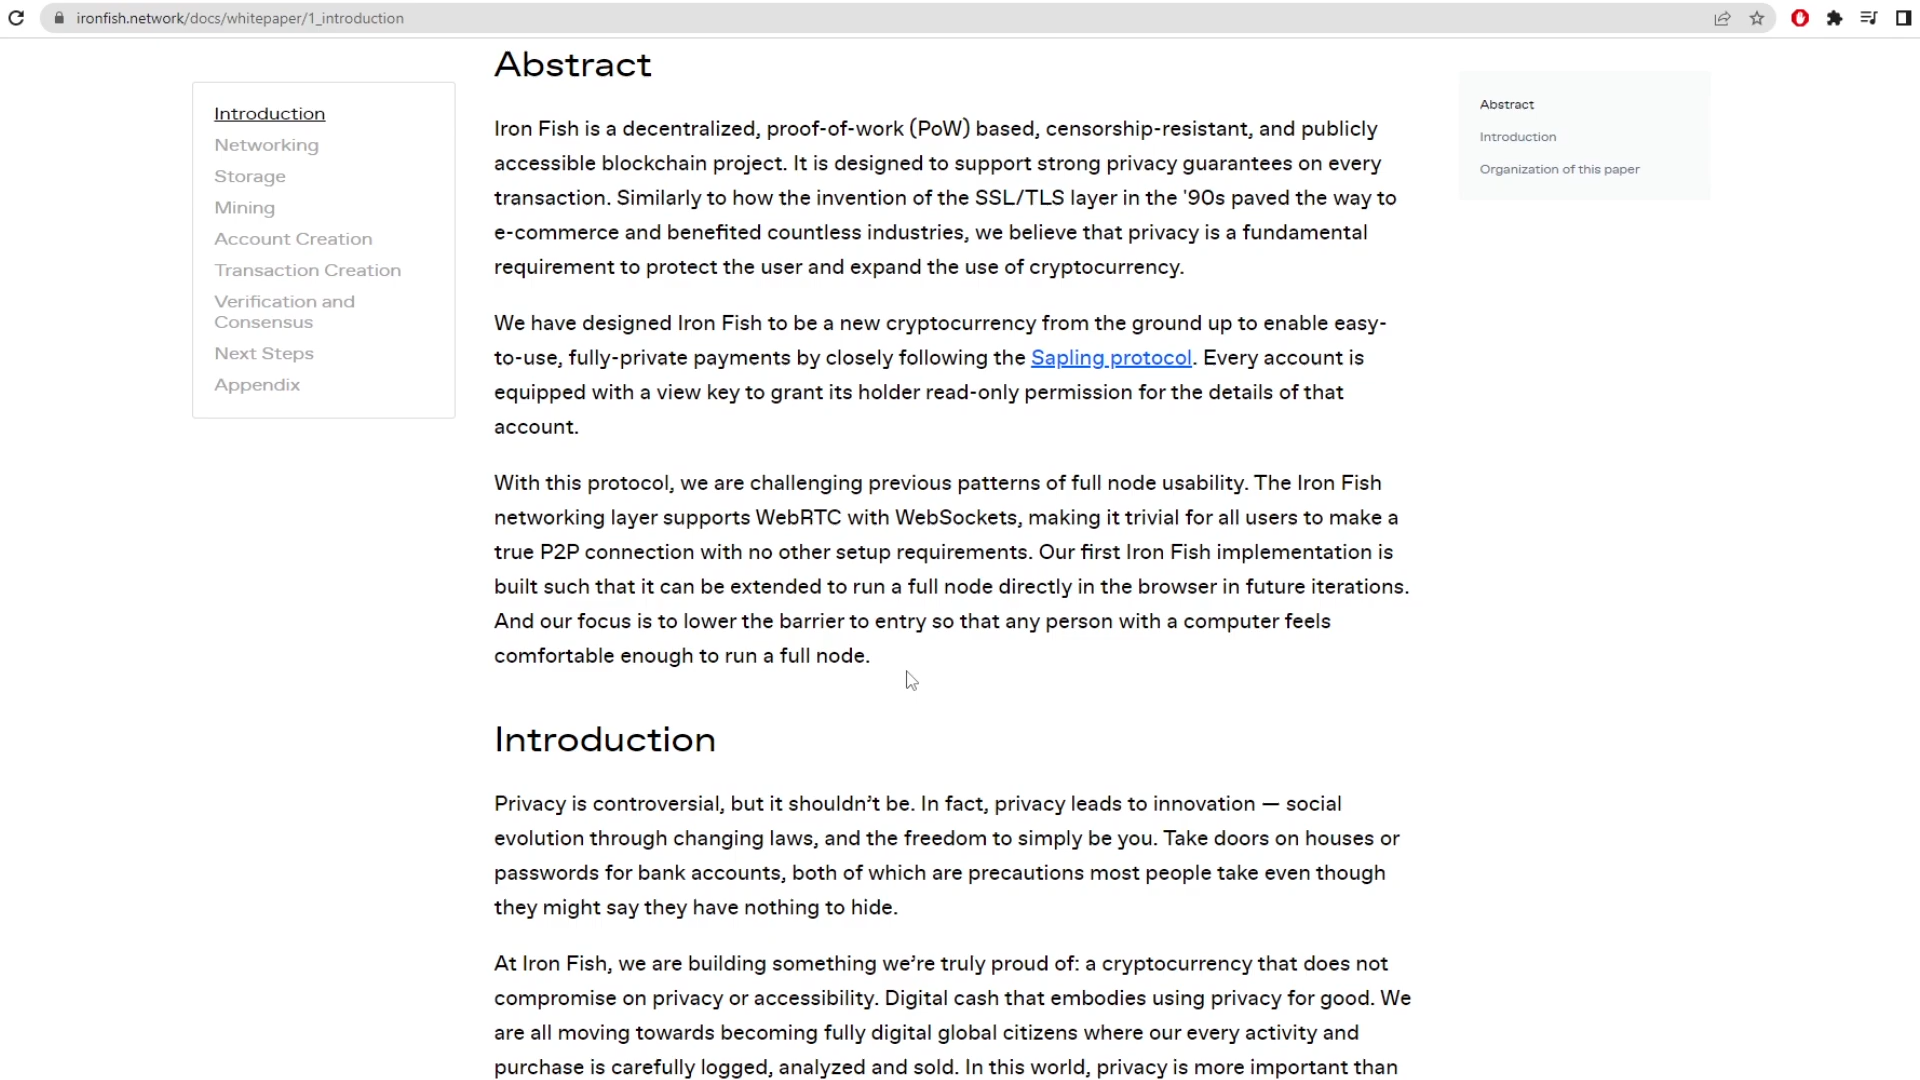 ironfish.network/docs/whitepaper/1_introduction
Introduction
Networking
Storage
Mining
Account Creation
Transaction Creation
Verification and
Consensus
Next Steps
Appendix
Abstract
Iron Fish is a decentralized, proof-of-work (PoW) based, censorship-resistant, and publicly
accessible blockchain project. It is designed to support strong privacy guarantees on every
transaction. Similarly to how the invention of the SSL/TLS layer in the '90s paved the way to
e-commerce and benefited countless industries, we believe that privacy is a fundamental
requirement to protect the user and expand the use of cryptocurrency.
We have designed Iron Fish to be a new cryptocurrency from the ground up to enable easy-
to-use, fully-private payments by closely following the Sapling protocol. Every account is
equipped with a view key to grant its holder read-only permission for the details of that
account.
With this protocol, we are challenging previous patterns of full node usability. The Iron Fish
networking layer supports WebRTC with WebSockets, making it trivial for all users to make a
true P2P connection with no other setup requirements. Our first Iron Fish implementation is
built such that it can be extended to run a full node directly in the browser in future iterations.
And our focus is to lower the barrier to entry so that any person with a computer feels
comfortable enough to run a full node.
Introduction
Privacy is controversial, but it shouldn’t be. In fact, privacy leads to innovation — social
evolution through changing laws, and the freedom to simply be you. Take doors on houses or
passwords for bank accounts, both of which are precautions most people take even though
they might say they have nothing to hide.
At Iron Fish, we are building something we’re truly proud of: a cryptocurrency that does not
compromise on privacy or accessibility. Digital cash that embodies using privacy for good. We
are all moving towards becoming fully digital global citizens where our every activity and
purchase is carefully logged, analyzed and sold. In this world, privacy is more important than
Abstract
Introduction
Organization of this paper